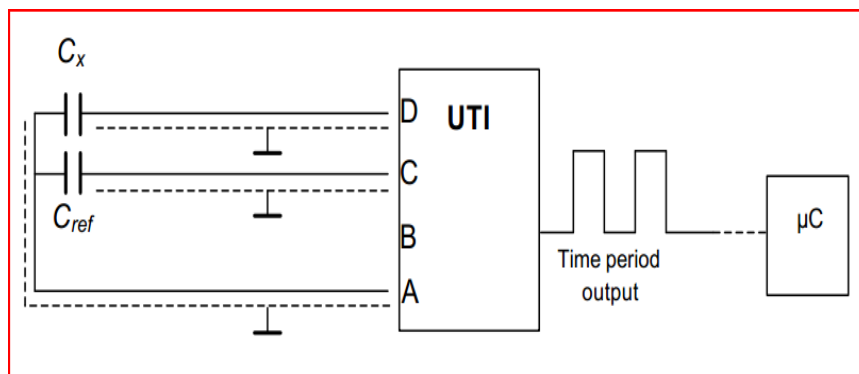 Cx
D
UTI
C
Cref
B
A
Time period
output
µC